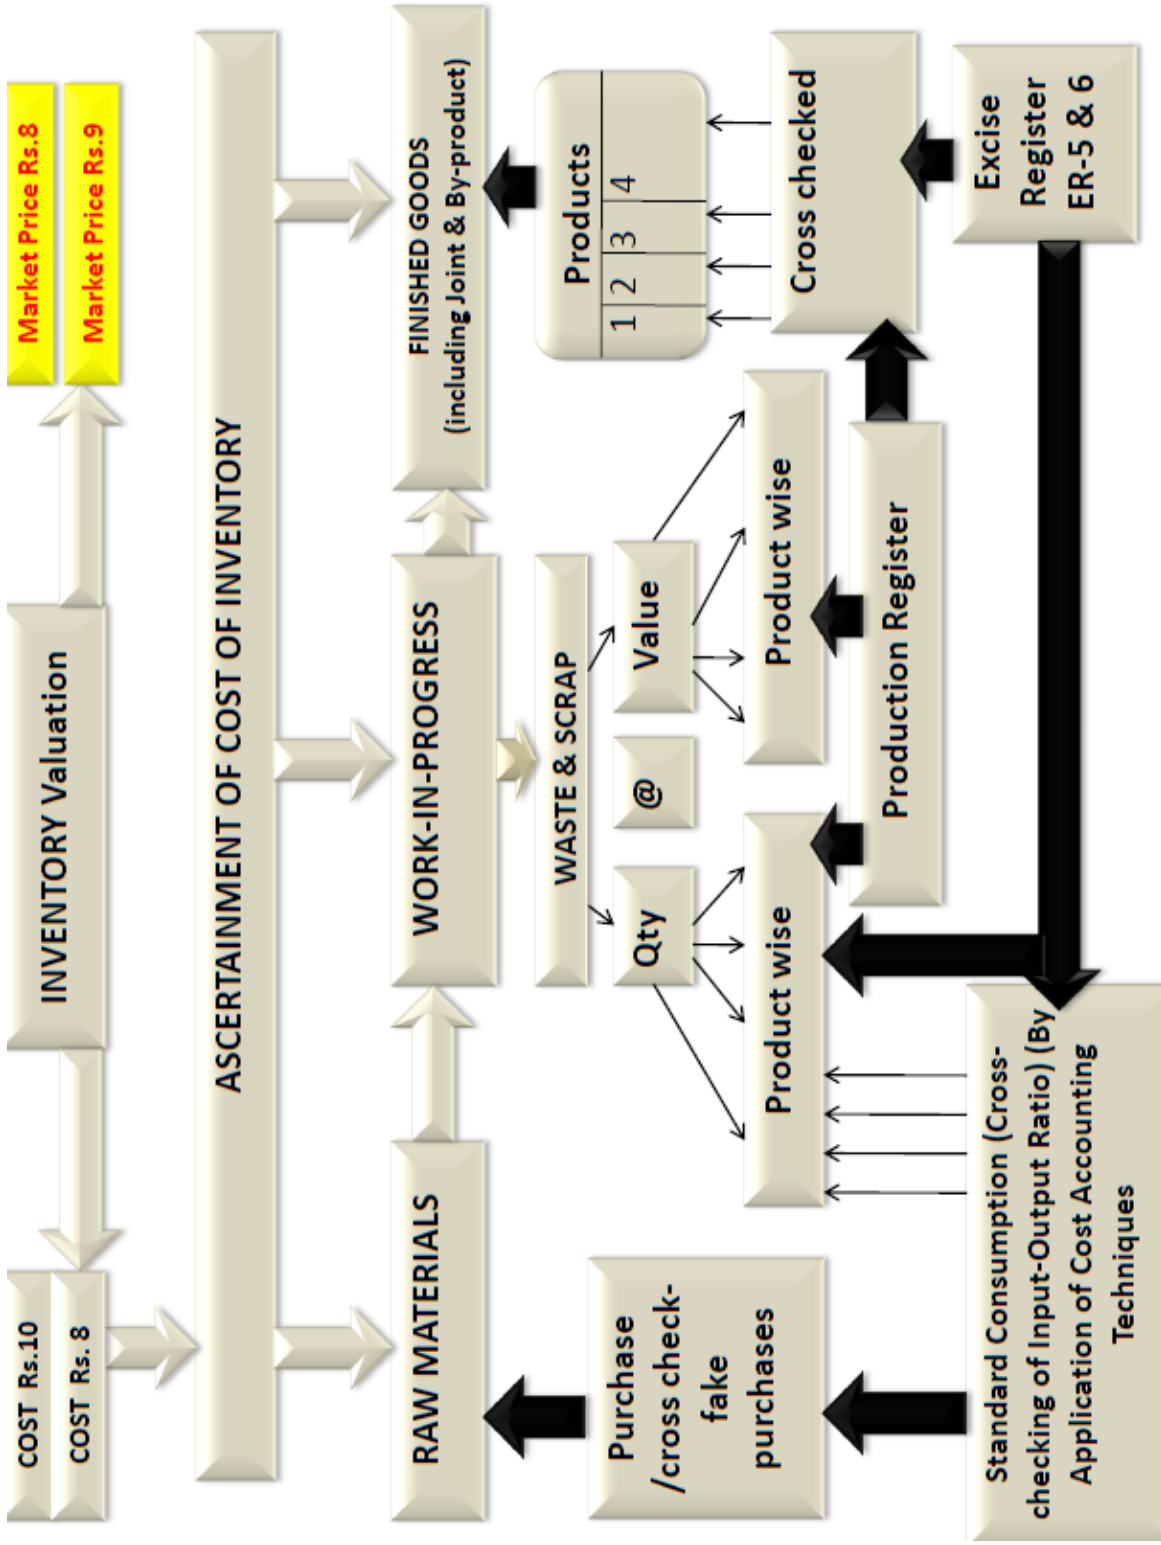 INVENTORY Valuation
COST Rs.10
COST Rs. 8
Market Price Rs.8
Market Price Rs.9
ASCERTAINMENT OF COST OF INVENTORY
RAW MATERIALS
WORK-IN-PROGRESS
FINISHED GOODS
(including Joint & By-product)
WASTE & SCRAP
Purchase
/cross check-
fake
purchases
Qty
@
Value
Products
1 2 3 4
Product wise
Product wise
Cross checked
Production Register
Standard Consumption (Cross-
checking of Input-Output Ratio) (By
Application of Cost Accounting
Techniques
Excise
Register
ER-5 & 6